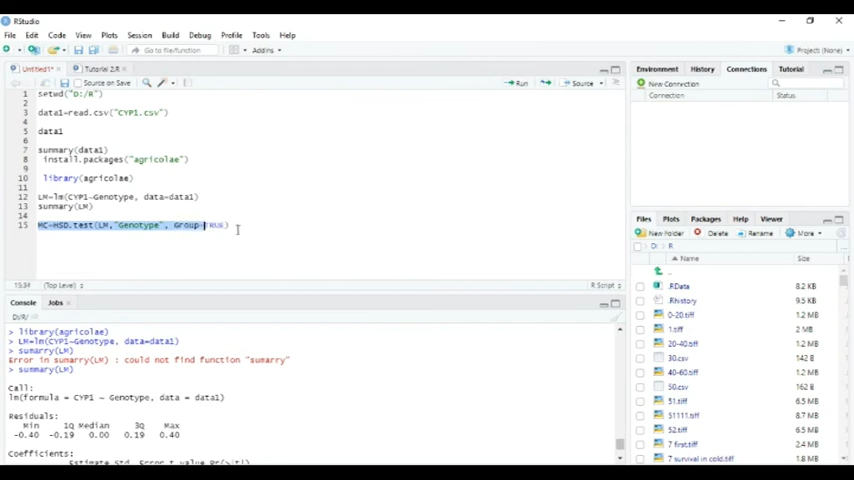 RStudio
File Edit Code View Plots Session Build Debug Profile Tools Help
Go to file/function Addins Project: (None)
Untitled1* Tutorial 2.R
Source on Save Run Source
1 setwd("D:/R")
2
3 data1=read.csv("CYP1.csv")
4
5 data1
6
7 summary(data1)
8 install.packages("agricolae")
9
10 library(agricolae)
11
12 LM=lm(CYP1~Genotype, data=data1)
13 summary(LM)
14
15 MC=HSD.test(LM,"Genotype", Group=TRUE)
15:34 (Top Level) R Script
Console Jobs
D:/R/
> library(agricolae)
> LM=lm(CYP1~Genotype, data=data1)
> sumarry(LM)
Error in sumarry(LM) : could not find function "sumarry"
> summary(LM)
Call:
lm(formula = CYP1 ~ Genotype, data = data1)
Residuals:
Min 1Q Median 3Q Max
-0.40 -0.19 0.00 0.19 0.40
Coefficients:
Estimate Std. Error t value Pr(>|t|)
Environment History Connections Tutorial
New Connection
Connection Status
Files Plots Packages Help Viewer
New Folder Delete Rename More
D: R
Name Size
..
.RData 8.2 KB
.Rhistory 9.5 KB
0-20.tiff 1.2 MB
1.tiff 2 MB
20-40.tiff 1.2 MB
30.csv 142 B
40-60.tiff 1.2 MB
50.csv 162 B
51.tiff 6.5 MB
51111.tiff 8.7 MB
52.tiff 6.5 MB
7 first.tiff 2.4 MB
7 survival in cold.tiff 1.8 MB